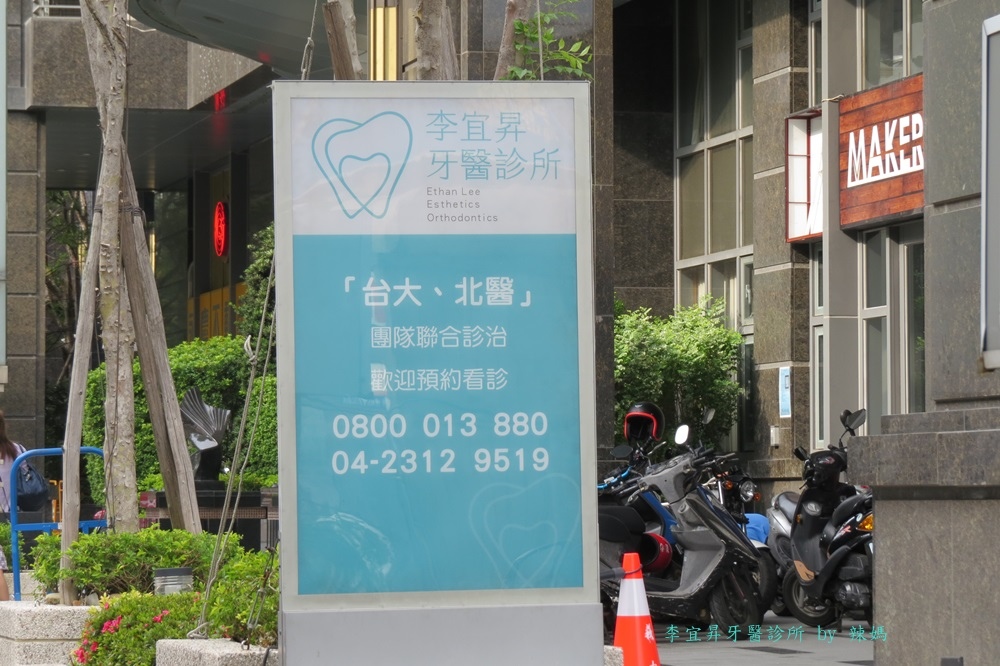 李宜昇
牙醫診所
Ethan Lee
Esthetics
Orthodontics
「台大、北醫」
團隊聯合診治
歡迎預約看診
0800 013 880
04-2312 9519
MAKER
李宜昇牙醫診所 by 辣媽